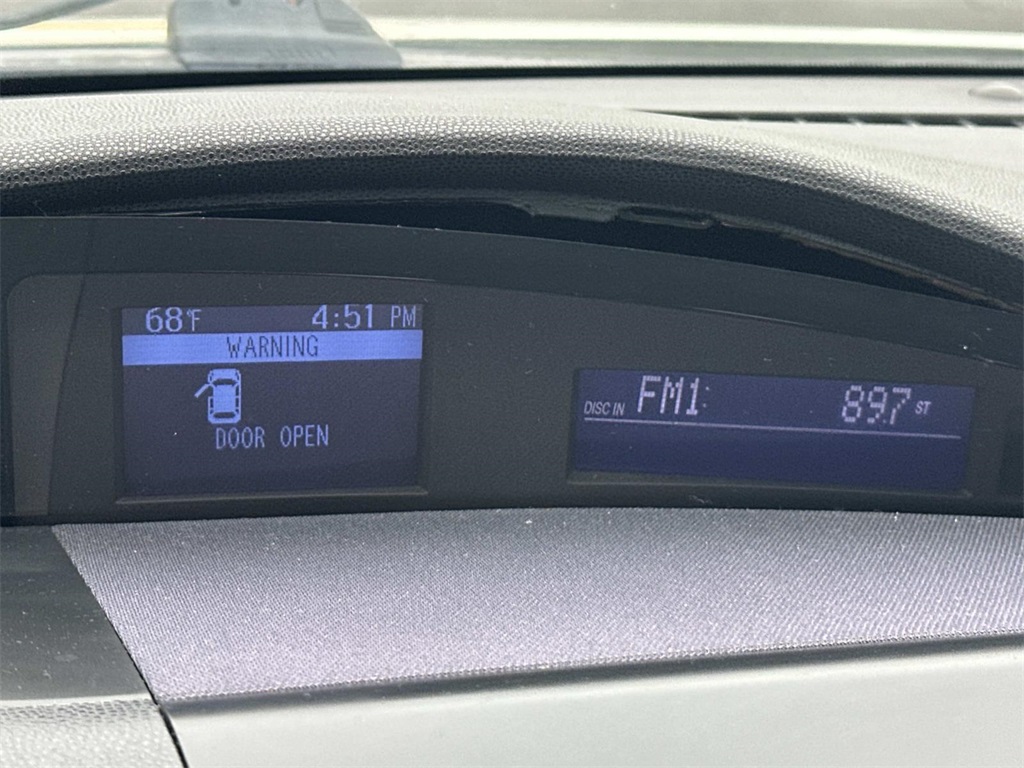 68°F 4:51 PM
WARNING
DOOR OPEN
DISC IN FM1: 89.7 ST